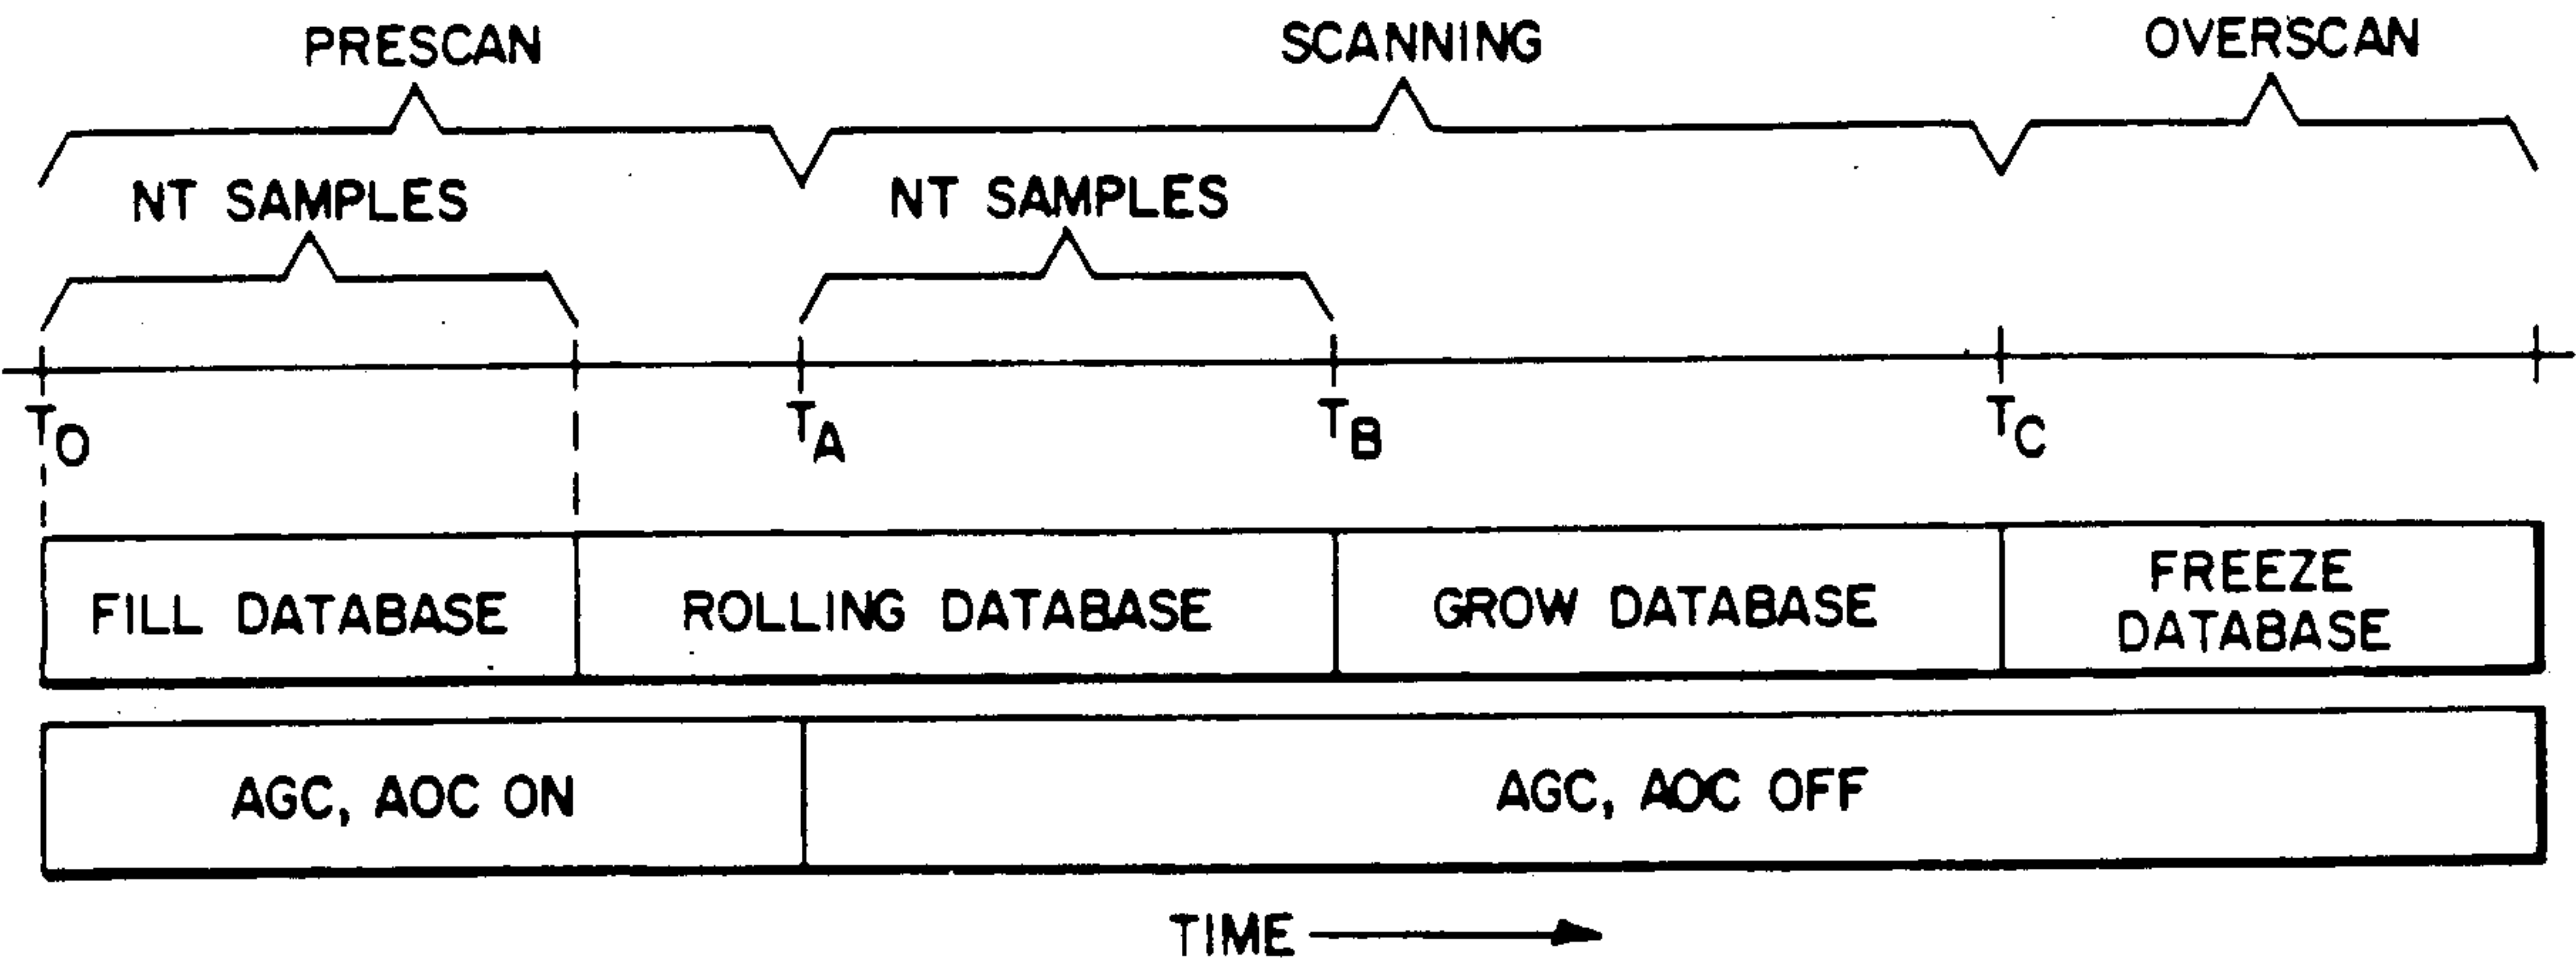 PRESCAN SCANNING OVERSCAN
NT SAMPLES NT SAMPLES
TO TA TB TC
FILL DATABASE ROLLING DATABASE GROW DATABASE FREEZE
DATABASE
AGC, AOC ON AGC, AOC OFF
TIME